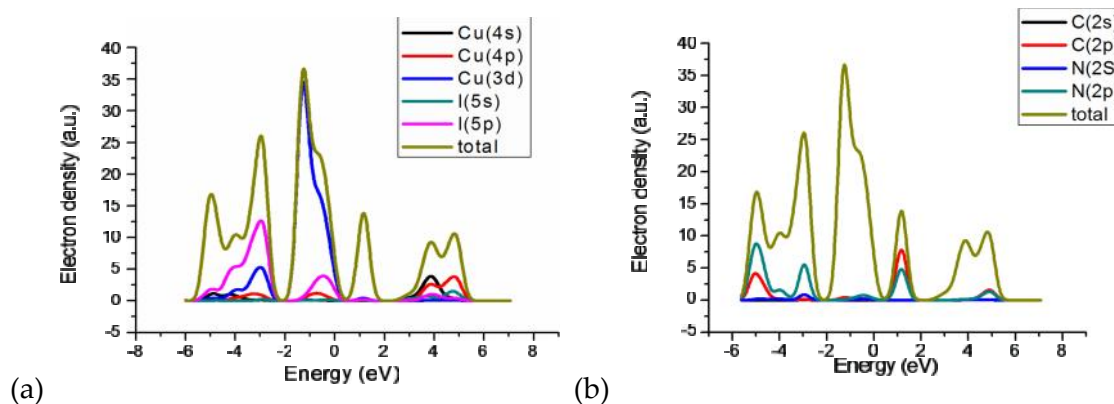 Cu(4s)
Cu(4p)
Cu(3d)
I(5s)
I(5p)
total
Electron density (a.u.)
40
35
30
25
20
15
10
5
0
-5
-8
-6
-4
-2
0
2
4
6
8
Energy (eV)
(a)
C(2s)
C(2p)
N(2S
N(2p
total
Electron density (a.u.)
40
35
30
25
20
15
10
5
0
-5
-6
-4
-2
0
2
4
6
8
Energy (eV)
(b)